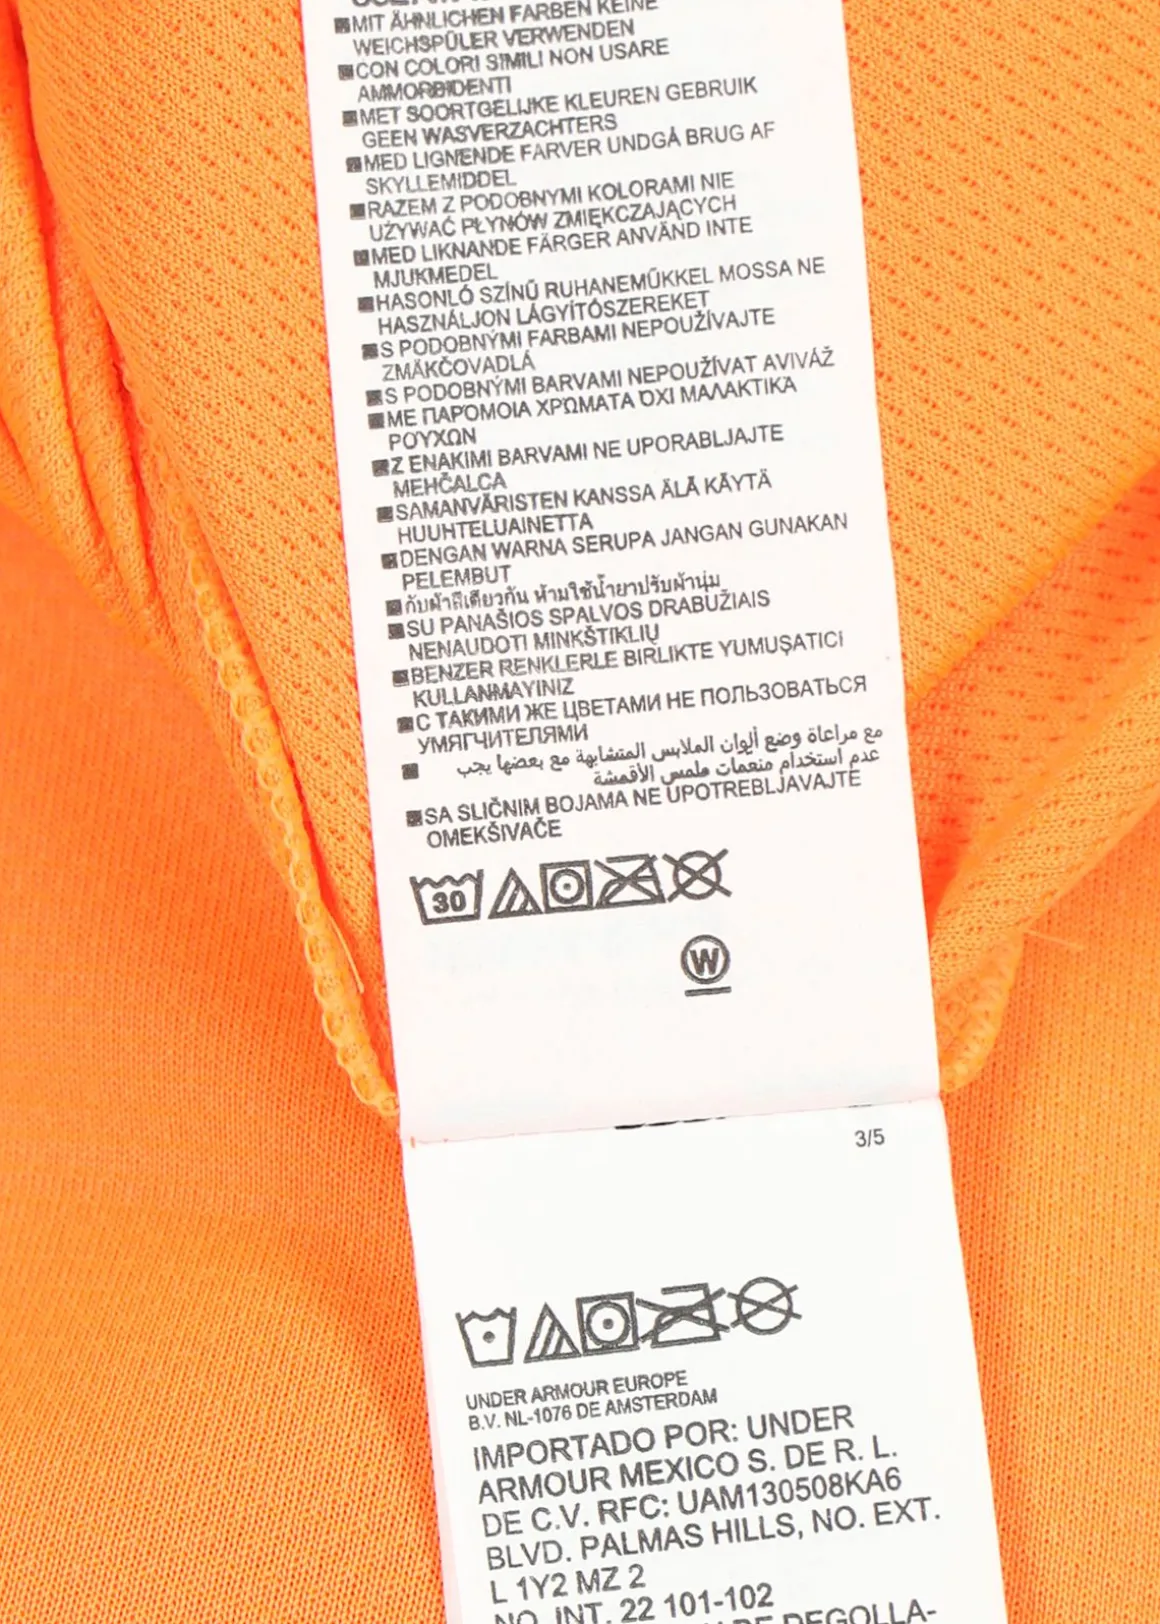 ■MIT ÄHNLICHEN FARBEN KEINE
WEICHSPÜLER VERWENDEN
■CON COLORI SIMILI NON USARE
AMMORBIDENTI
■MET SOORTGELIJKE KLEUREN GEBRUIK
GEEN WASVERZACHTERS
■MED LIGNENDE FARVER UNDGÅ BRUG AF
SKYLLEMIDDEL
■RAZEM Z PODOBNYMI KOLORAMI NIE
UŻYWAĆ PŁYNÓW ZMIĘKCZAJĄCYCH
■MED LIKNANDE FÄRGER ANVÄND INTE
MJUKMEDEL
■HASONLÓ SZÍNŰ RUHANEMŰKKEL MOSSA NE
HASZNÁLJON LÁGYÍTÓSZEREKET
■S PODOBNÝMI FARBAMI NEPOUŽÍVAJTE
ZMÄKČOVADLÁ
■S PODOBNÝMI BARVAMI NEPOUŽÍVAT AVIVÁŽ
■ΜΕ ΠΑΡΌΜΟΙΑ ΧΡΏΜΑΤΑ ΌΧΙ ΜΑΛΑΚΤΙΚΆ
ΡΟΎΧΩΝ
■Z ENAKIMI BARVAMI NE UPORABLJAJTE
MEHČALCA
■SAMANVÄRISTEN KANSSA ÄLÄ KÄYTÄ
HUUHTELUAINETTA
■DENGAN WARNA SERUPA JANGAN GUNAKAN
PELEMBUT
■กับผ้าสีเดียวกัน ห้ามใช้น้ำยาปรับผ้านุ่ม
■SU PANAŠIOS SPALVOS DRABUŽIAIS
NENAUDOTI MINKŠTIKLIŲ
■BENZER RENKLERLE BIRLIKTE YUMUŞATICI
KULLANMAYINIZ
■С ТАКИМИ ЖЕ ЦВЕТАМИ НЕ ПОЛЬЗОВАТЬСЯ
УМЯГЧИТЕЛЯМИ
■ مع مراعاة وضع ألوان الملابس المتشابهة مع بعضها يجب
عدم استخدام منعمات ملمس الأقمشة
■SA SLIČNIM BOJAMA NE UPOTREBLJAVAJTE
OMEKŠIVAČE
30
W
3/5
UNDER ARMOUR EUROPE
B.V. NL-1076 DE AMSTERDAM
IMPORTADO POR: UNDER
ARMOUR MEXICO S. DE R. L.
DE C.V. RFC: UAM130508KA6
BLVD. PALMAS HILLS, NO. EXT.
L 1Y2 MZ 2
NO. INT. 22 101-102
DE DEGOLLA-